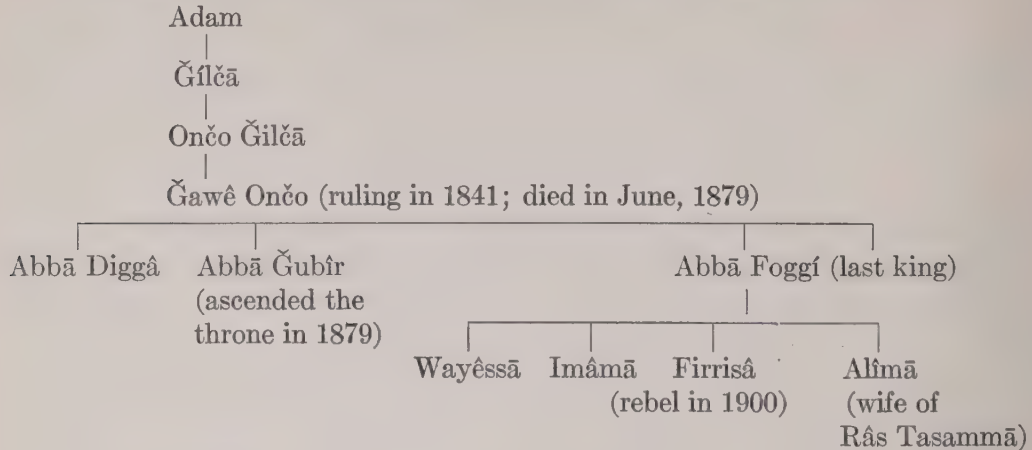 Adam
Ǧílčā
Ončo Ǧilčā
Ǧawê Ončo (ruling in 1841; died in June, 1879)
Abbā Diggâ Abbā Ǧubîr Abbā Foggí (last king)
(ascended the
throne in 1879)
Wayêssā Imâmā Firrisâ Alîmā
(rebel in 1900) (wife of
Râs Tasammā)